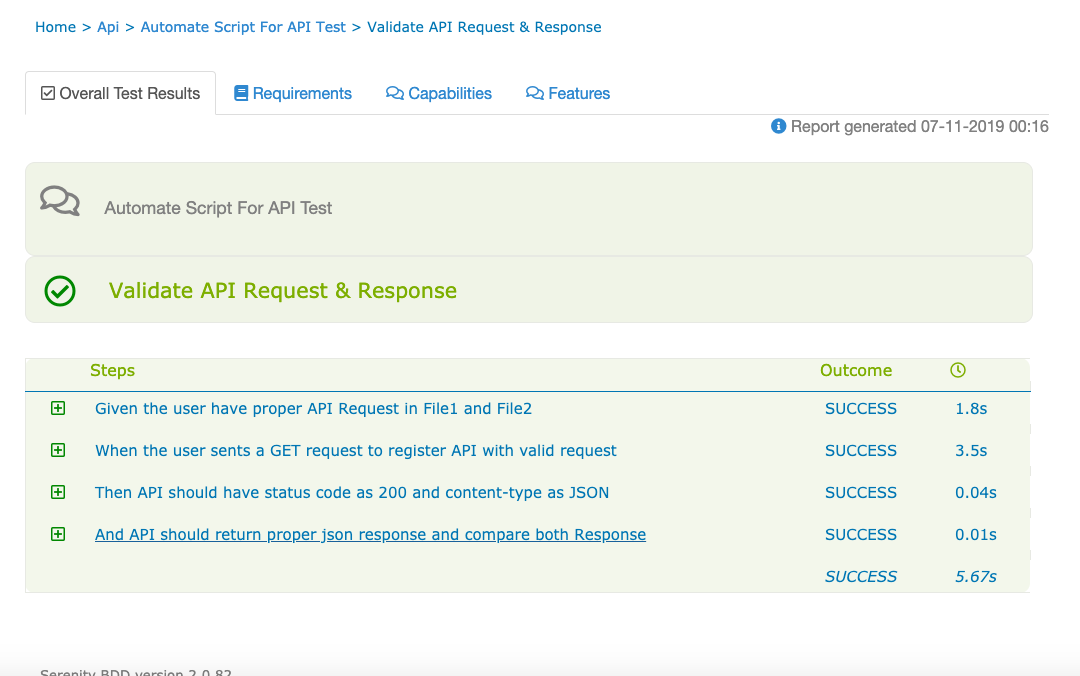 Home > Api > Automate Script For API Test > Validate API Request & Response
Overall Test Results Requirements Capabilities Features
Report generated 07-11-2019 00:16
Automate Script For API Test
Validate API Request & Response
Steps Outcome
Given the user have proper API Request in File1 and File2 SUCCESS 1.8s
When the user sents a GET request to register API with valid request SUCCESS 3.5s
Then API should have status code as 200 and content-type as JSON SUCCESS 0.04s
And API should return proper json response and compare both Response SUCCESS 0.01s
SUCCESS 5.67s
Serenity BDD version 2.0.82